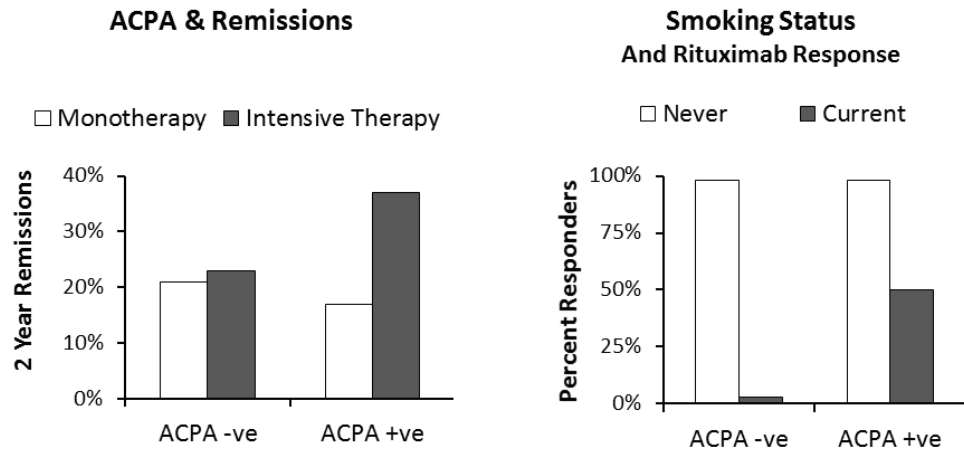 ACPA & Remissions
Monotherapy Intensive Therapy
2 Year Remissions
40%
30%
20%
10%
0%
ACPA -ve ACPA +ve
Smoking Status
And Rituximab Response
Never Current
Percent Responders
100%
75%
50%
25%
0%
ACPA -ve ACPA +ve